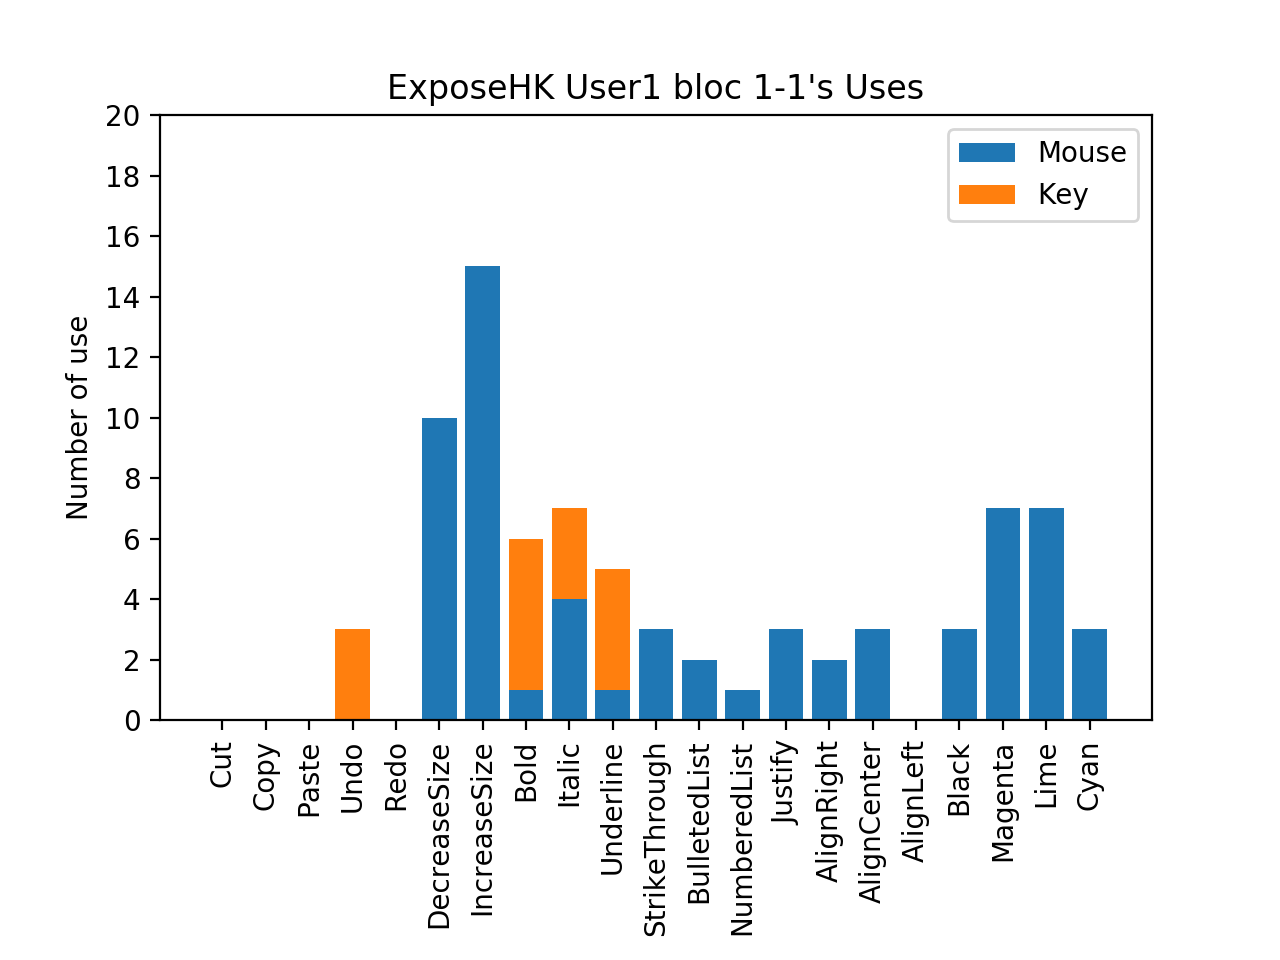 ExposeHK User1 bloc 1-1's Uses
20
18
16
14
12
10
8
6
4
2
0
Number of use
Mouse
Key
Cut
Copy
Paste
Undo
Redo
DecreaseSize
IncreaseSize
Bold
Italic
Underline
StrikeThrough
BulletedList
NumberedList
Justify
AlignRight
AlignCenter
AlignLeft
Black
Magenta
Lime
Cyan